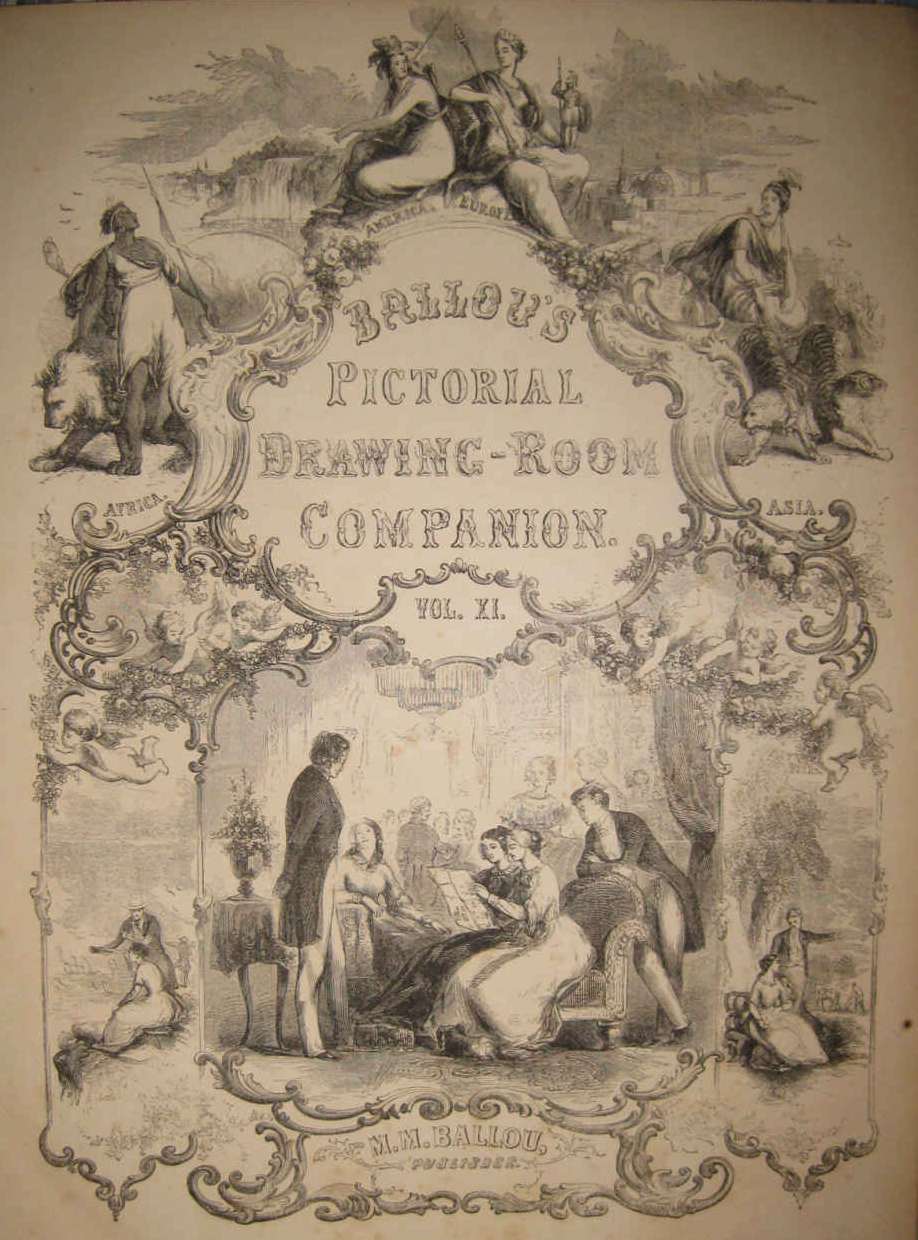 AMERICA. EUROPE
BALLOU'S
PICTORIAL
DRAWING-ROOM
COMPANION.
AFRICA. ASIA.
VOL. XI.
M.M. BALLOU,
PUBLISHER.